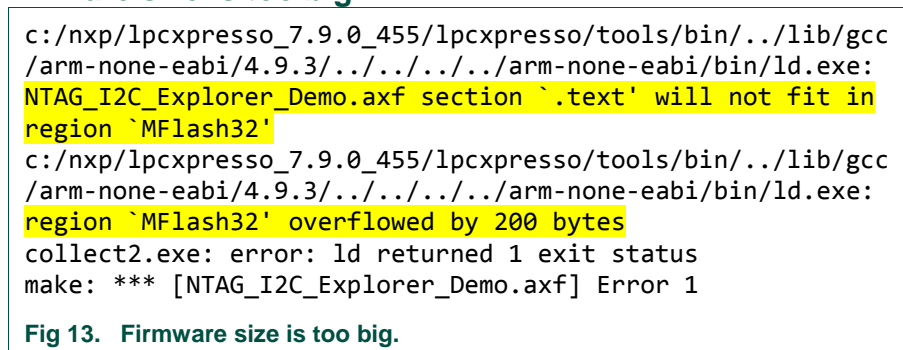 c:/nxp/lpcxpresso_7.9.0_455/lpcxpresso/tools/bin/../lib/gcc
/arm-none-eabi/4.9.3/../../../../arm-none-eabi/bin/ld.exe:
NTAG_I2C_Explorer_Demo.axf section `.text' will not fit in
region `MFlash32'
c:/nxp/lpcxpresso_7.9.0_455/lpcxpresso/tools/bin/../lib/gcc
/arm-none-eabi/4.9.3/../../../../arm-none-eabi/bin/ld.exe:
region `MFlash32' overflowed by 200 bytes
collect2.exe: error: ld returned 1 exit status
make: *** [NTAG_I2C_Explorer_Demo.axf] Error 1
Fig 13. Firmware size is too big.